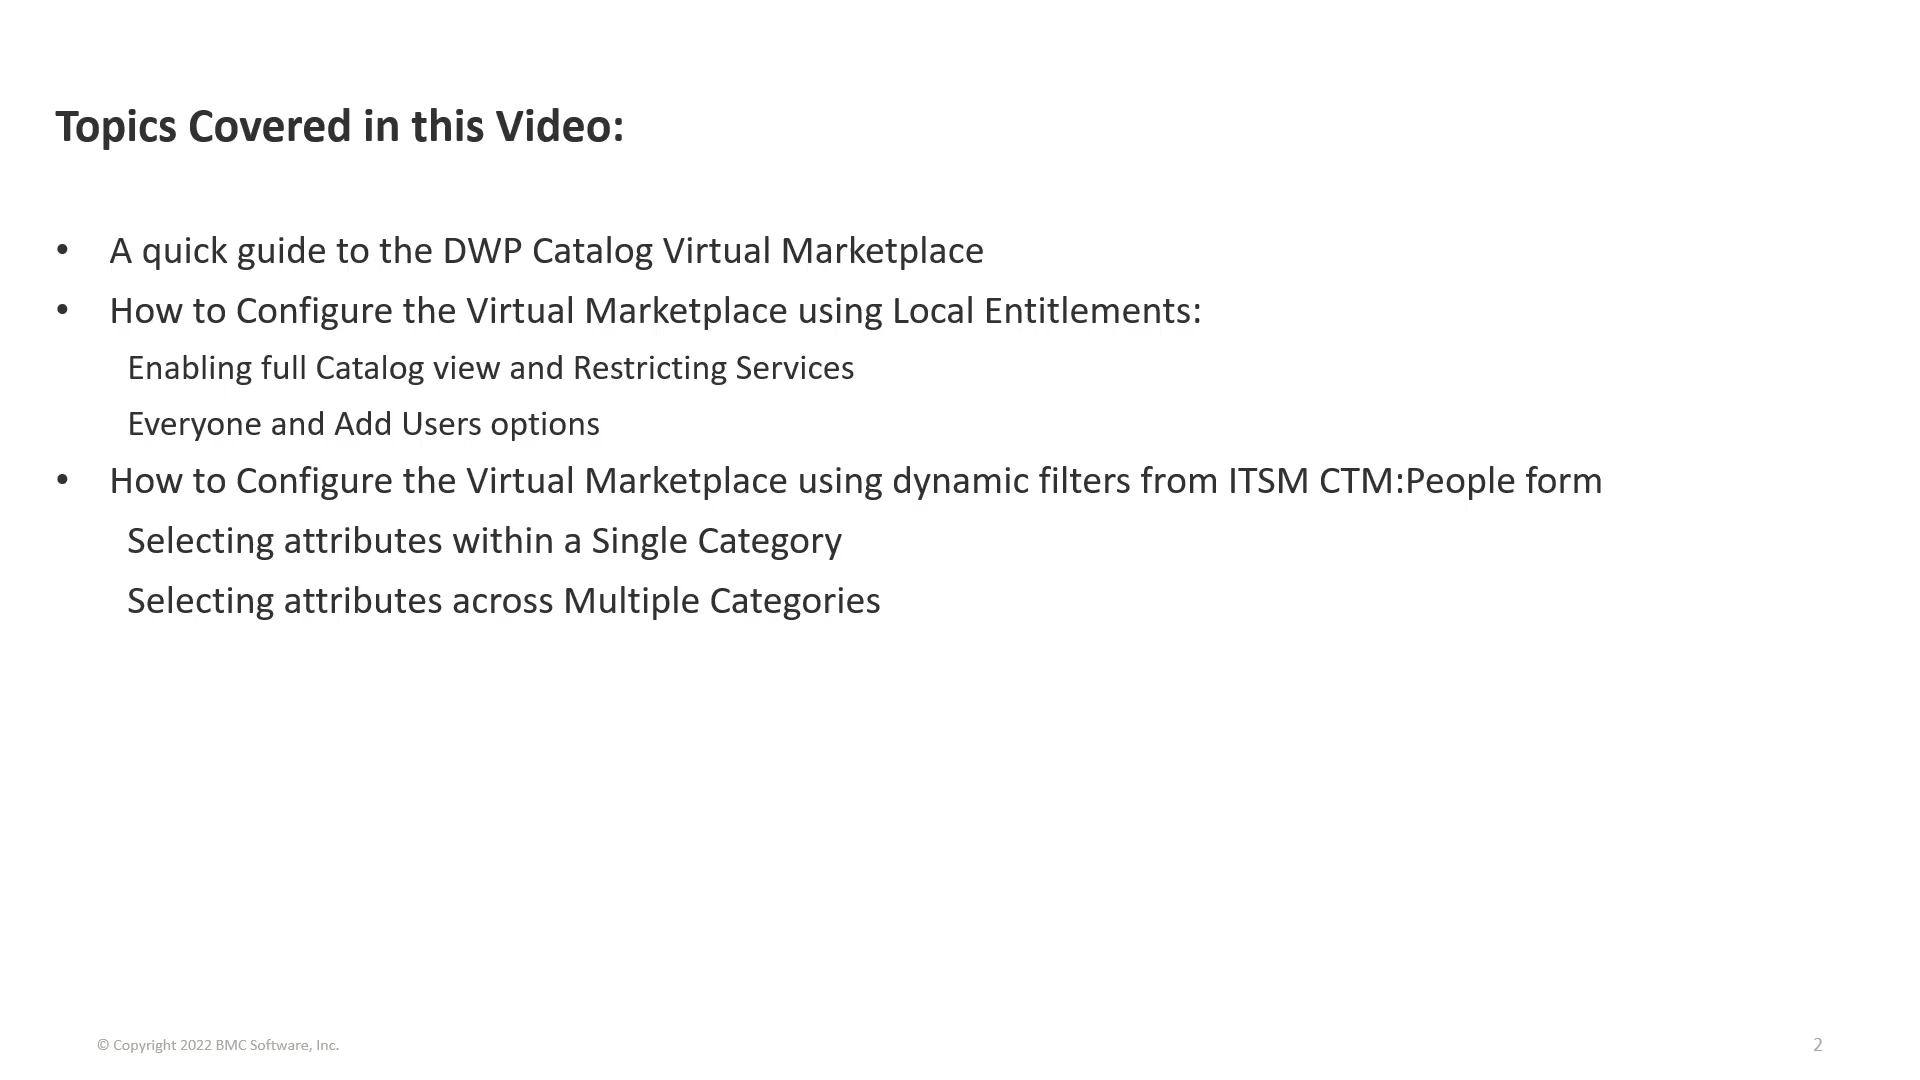 Topics Covered in this Video:
• A quick guide to the DWP Catalog Virtual Marketplace
• How to Configure the Virtual Marketplace using Local Entitlements:
Enabling full Catalog view and Restricting Services
Everyone and Add Users options
• How to Configure the Virtual Marketplace using dynamic filters from ITSM CTM:People form
Selecting attributes within a Single Category
Selecting attributes across Multiple Categories
© Copyright 2022 BMC Software, Inc.
2